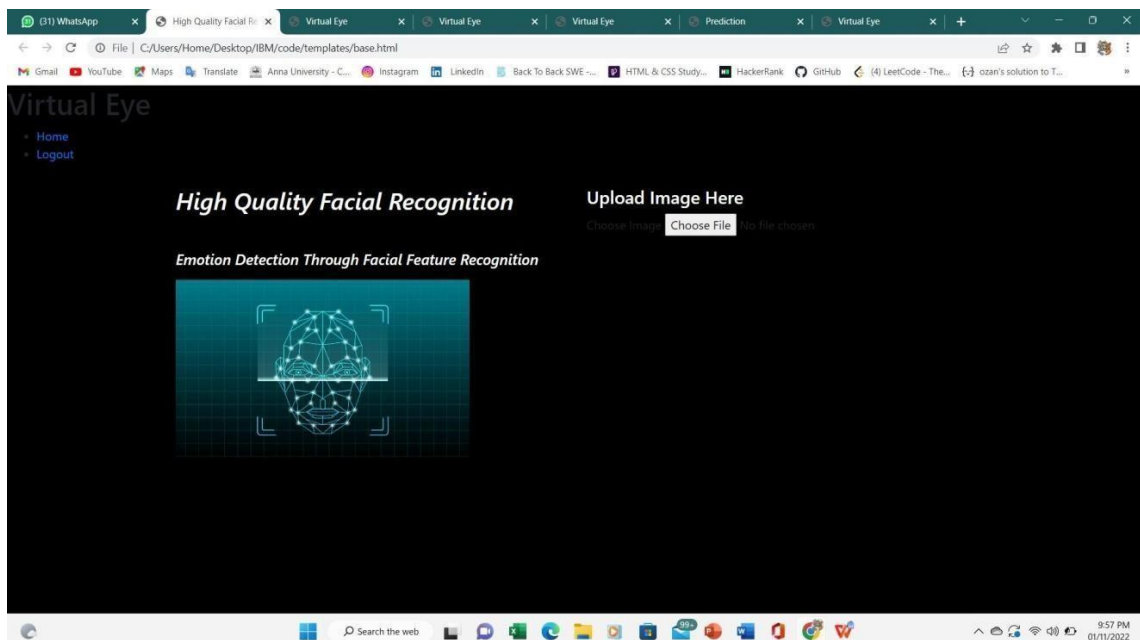 (31) WhatsApp
High Quality Facial Re
Virtual Eye
Virtual Eye
Virtual Eye
Prediction
Virtual Eye
File | C:/Users/Home/Desktop/IBM/code/templates/base.html
Gmail YouTube Maps Translate Anna University - C... Instagram LinkedIn Back To Back SWE -... HTML & CSS Study... HackerRank GitHub (4) LeetCode - The... ozan's solution to T... »
Virtual Eye
Home
Logout
High Quality Facial Recognition
Emotion Detection Through Facial Feature Recognition
Upload Image Here
Choose Image Choose File No file chosen
Search the web
99+
9:57 PM
01/11/2022